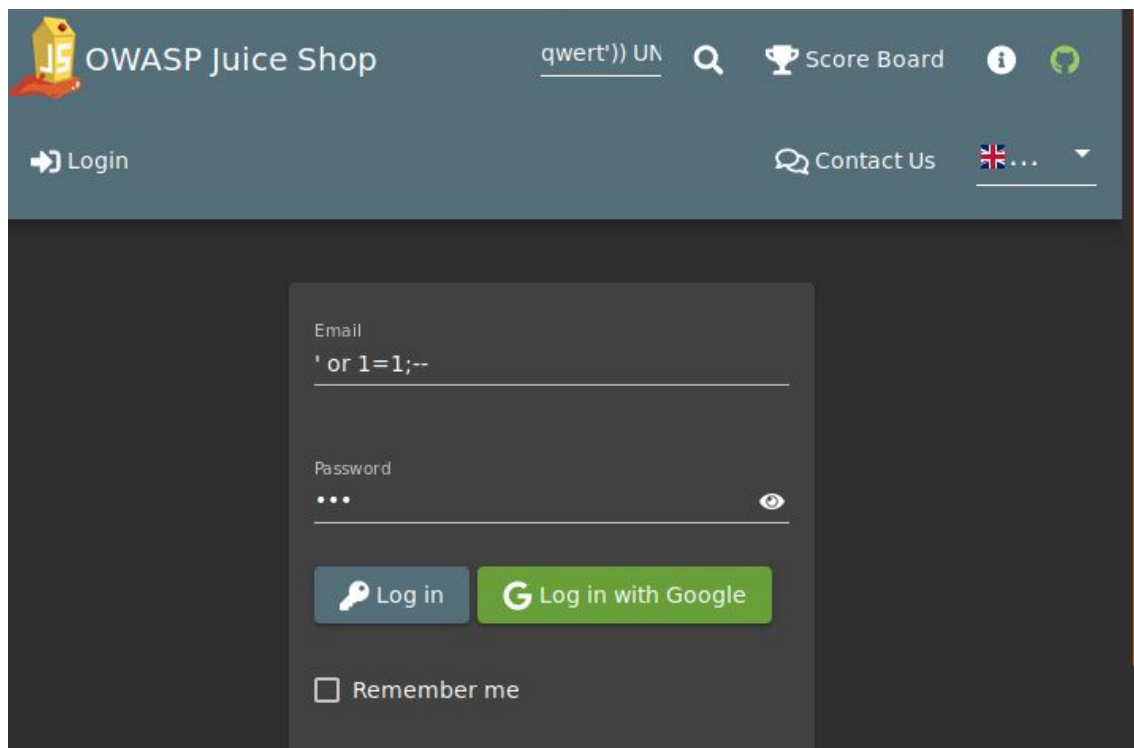 JS OWASP Juice Shop qwert')) UN Score Board
Login Contact Us ...
Email
' or 1=1;--
Password
•••
Log in G Log in with Google
Remember me